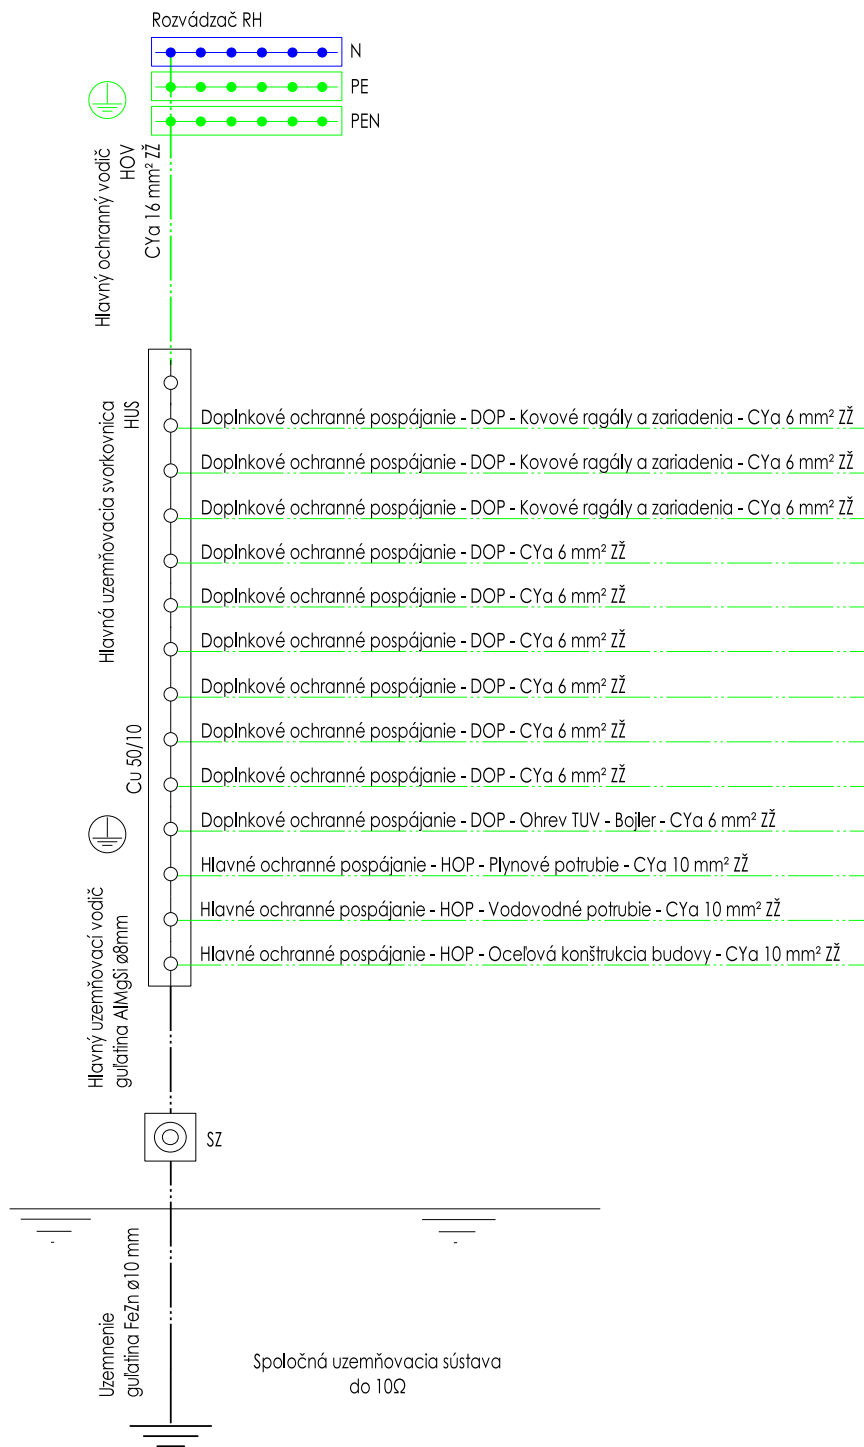 Rozvádzač RH
N
PE
PEN
Hlavný ochranný vodič
HOV
CYa 16 mm² ZŽ
Hlavná uzemňovacia svorkovnica
HUS
Cu 50/10
Doplnkové ochranné pospájanie - DOP - Kovové ragály a zariadenia - CYa 6 mm² ZŽ
Doplnkové ochranné pospájanie - DOP - Kovové ragály a zariadenia - CYa 6 mm² ZŽ
Doplnkové ochranné pospájanie - DOP - Kovové ragály a zariadenia - CYa 6 mm² ZŽ
Doplnkové ochranné pospájanie - DOP - CYa 6 mm² ZŽ
Doplnkové ochranné pospájanie - DOP - CYa 6 mm² ZŽ
Doplnkové ochranné pospájanie - DOP - CYa 6 mm² ZŽ
Doplnkové ochranné pospájanie - DOP - CYa 6 mm² ZŽ
Doplnkové ochranné pospájanie - DOP - CYa 6 mm² ZŽ
Doplnkové ochranné pospájanie - DOP - CYa 6 mm² ZŽ
Doplnkové ochranné pospájanie - DOP - Ohrev TUV - Bojler - CYa 6 mm² ZŽ
Hlavné ochranné pospájanie - HOP - Plynové potrubie - CYa 10 mm² ZŽ
Hlavné ochranné pospájanie - HOP - Vodovodné potrubie - CYa 10 mm² ZŽ
Hlavné ochranné pospájanie - HOP - Oceľová konštrukcia budovy - CYa 10 mm² ZŽ
Hlavný uzemňovací vodič
guľatina AlMgSi ø8mm
SZ
Uzemnenie
guľatina FeZn ø10 mm
Spoločná uzemňovacia sústava
do 10Ω